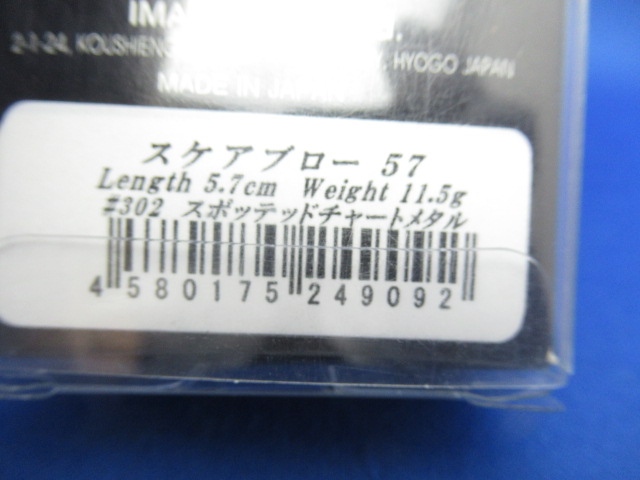 IMA
2-1-24, KOUSHIEN HYOGO JAPAN
MADE IN JAPAN
スケアブロー 57
Length 5.7cm Weight 11.5g
#302 スポッテッドチャートメタル
4 580175 249092